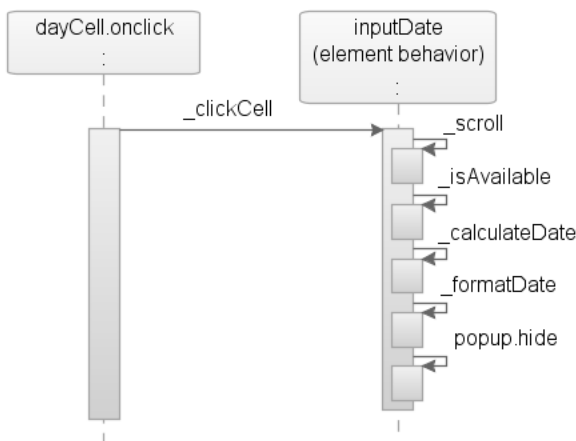 dayCell.onclick
:
inputDate
(element behavior)
:
_clickCell
_scroll
_isAvailable
_calculateDate
_formatDate
popup.hide